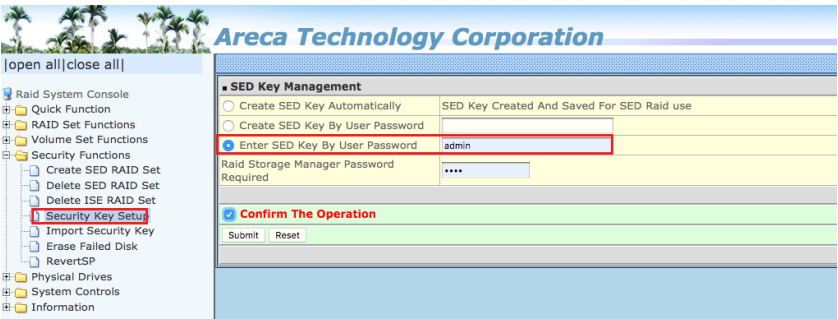 Areca Technology Corporation
|open all|close all|
Raid System Console
Quick Function
RAID Set Functions
Volume Set Functions
Security Functions
Create SED RAID Set
Delete SED RAID Set
Delete ISE RAID Set
Security Key Setup
Import Security Key
Erase Failed Disk
RevertSP
Physical Drives
System Controls
Information
SED Key Management
Create SED Key Automatically SED Key Created And Saved For SED Raid use
Create SED Key By User Password
Enter SED Key By User Password admin
Raid Storage Manager Password
Required
••••
Confirm The Operation
Submit Reset